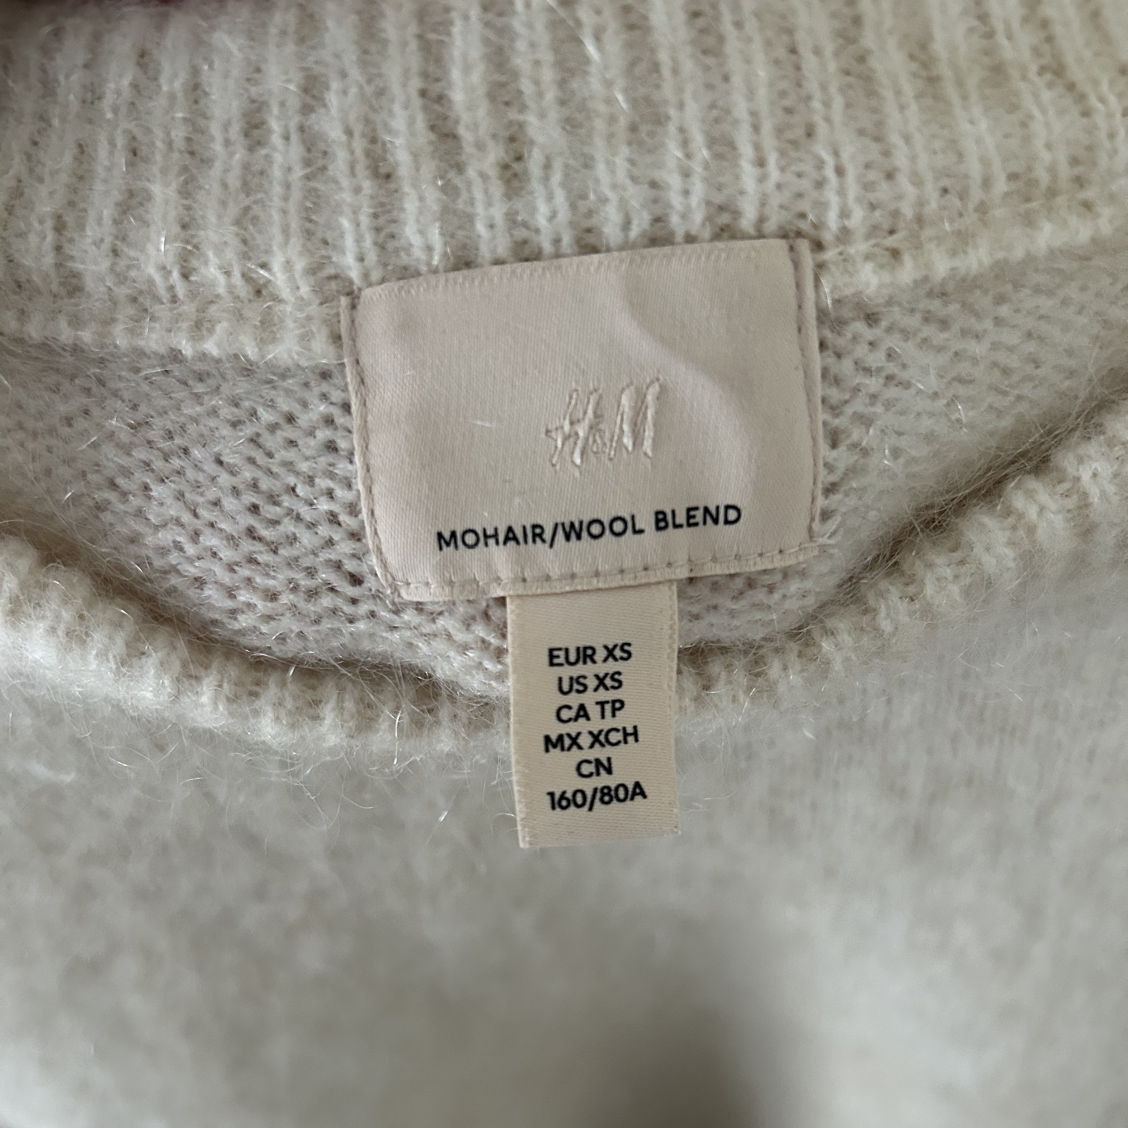 H&M
MOHAIR/WOOL BLEND
EUR XS
US XS
CA TP
MX XCH
CN
160/80A